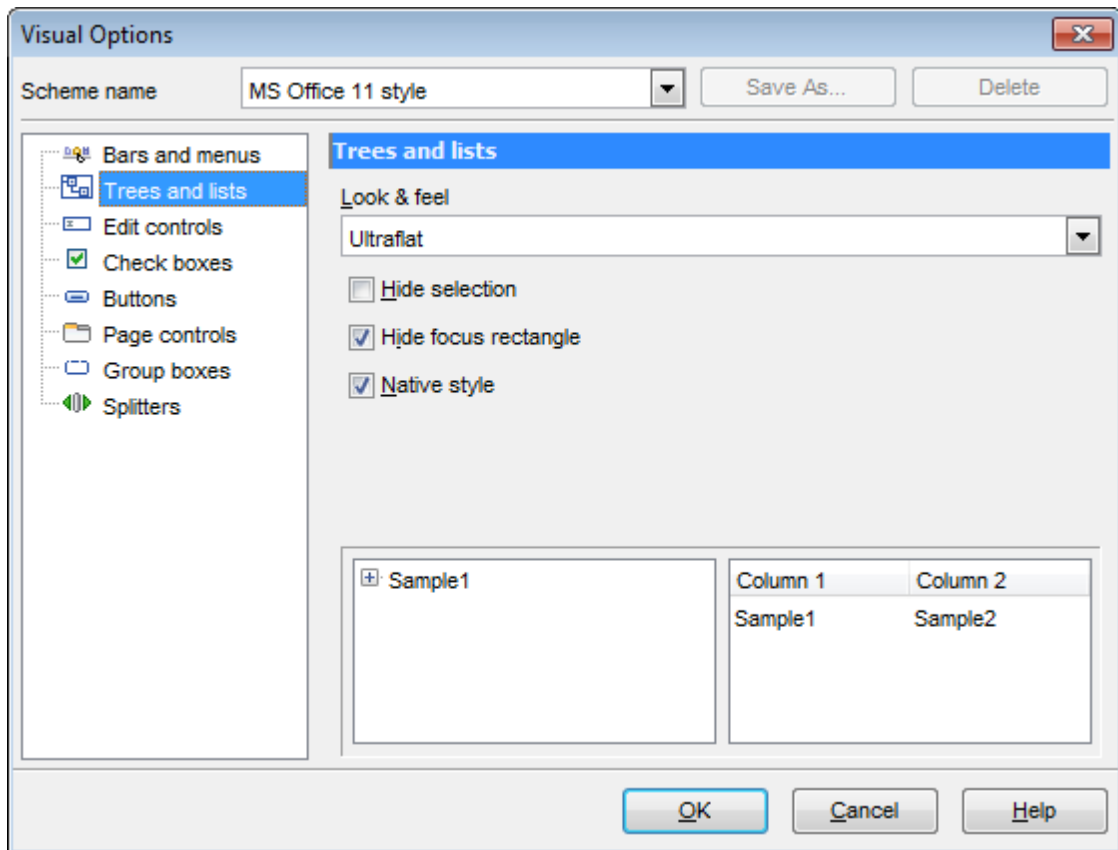 Visual Options
Scheme name MS Office 11 style Save As... Delete
Bars and menus
Trees and lists
Edit controls
Check boxes
Buttons
Page controls
Group boxes
Splitters
Trees and lists
Look & feel
Ultraflat
Hide selection
Hide focus rectangle
Native style
Sample1
Column 1 Column 2
Sample1 Sample2
OK Cancel Help